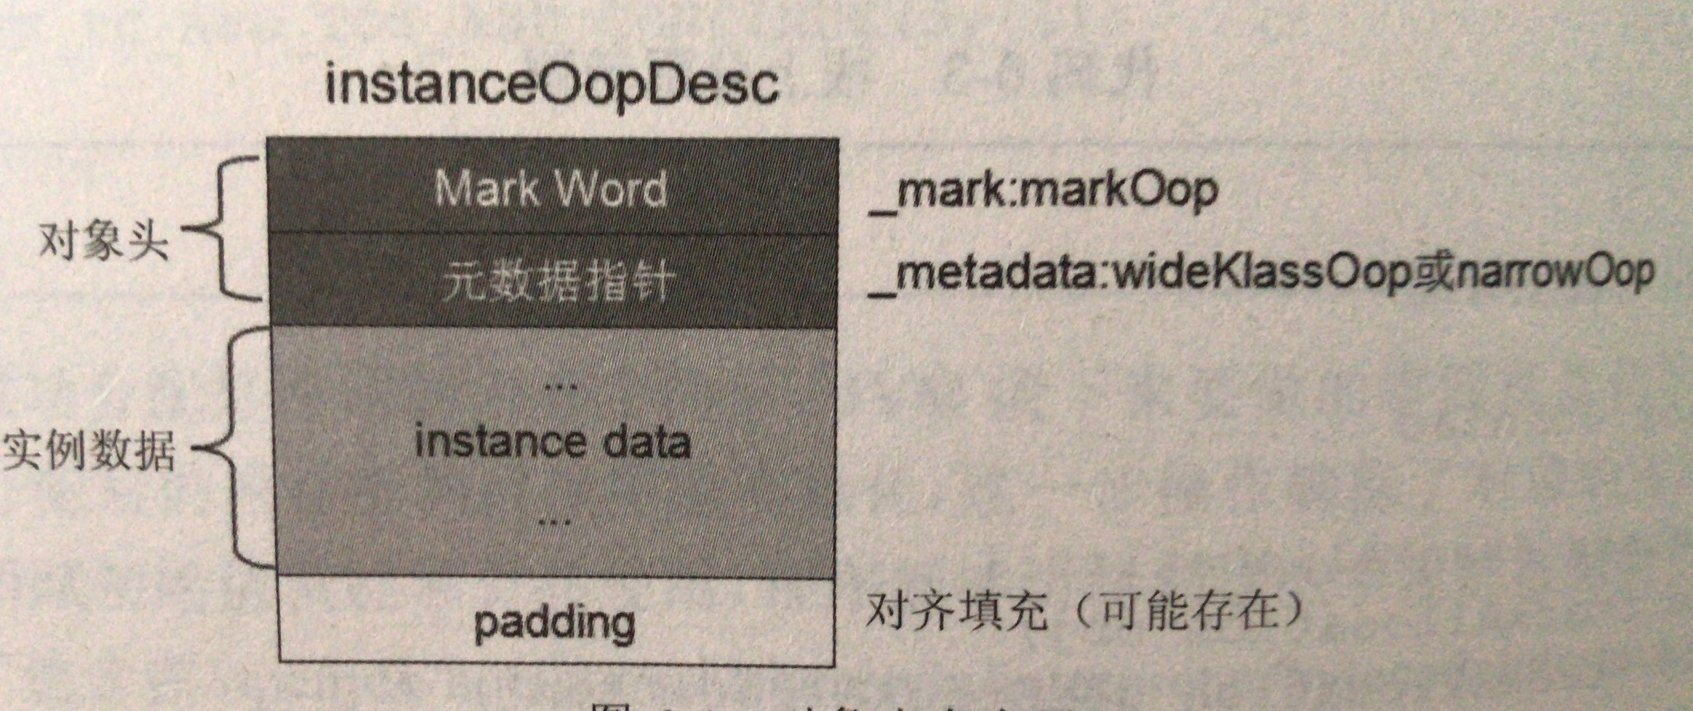 instanceOopDesc
Mark Word
_mark:markOop
对象头
元数据指针
_metadata:wideKlassOop或narrowOop
...
实例数据
instance data
...
padding
对齐填充（可能存在）